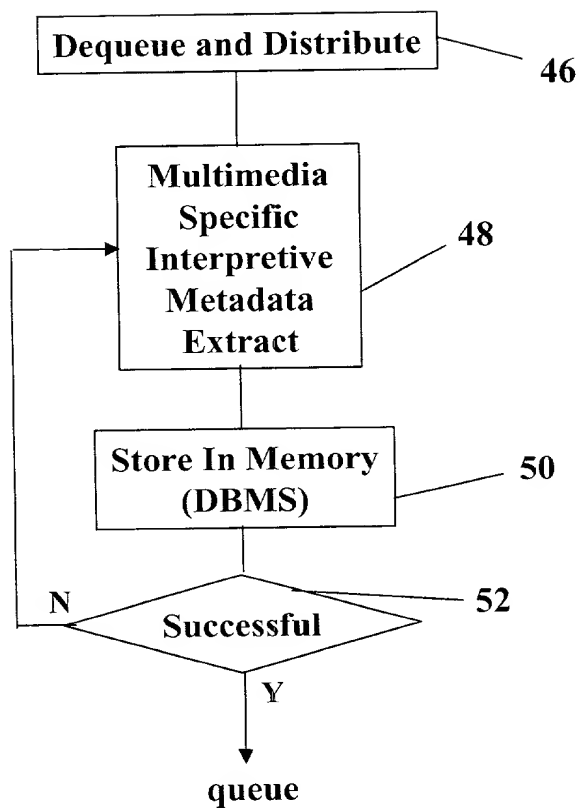 Dequeue and Distribute
46
Multimedia
Specific
Interpretive
Metadata
Extract
48
Store In Memory
(DBMS)
50
N
52
Successful
Y
queue